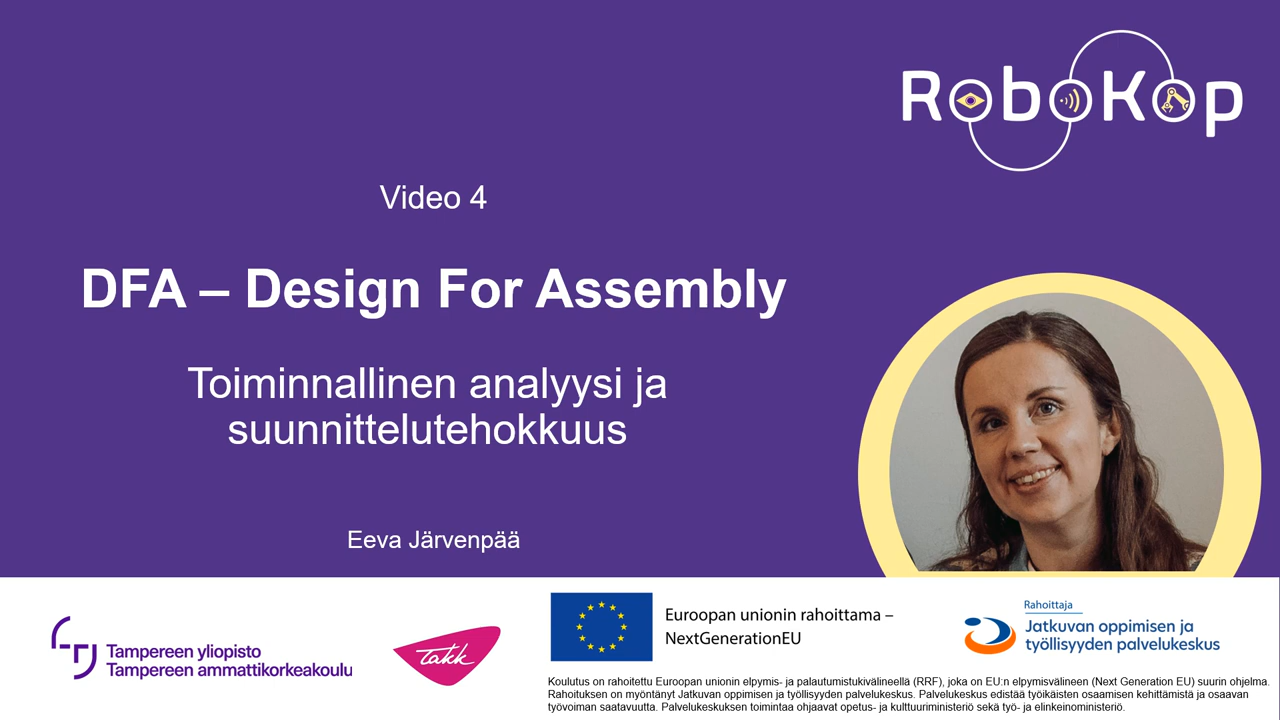 RoboKop
Video 4
DFA – Design For Assembly
Toiminnallinen analyysi ja
suunnittelutehokkuus
Eeva Järvenpää
Tampereen yliopisto
Tampereen ammattikorkeakoulu
takk
Euroopan unionin rahoittama –
NextGenerationEU
Rahoittaja
Jatkuvan oppimisen ja
työllisyyden palvelukeskus
Koulutus on rahoitettu Euroopan unionin elpymis- ja palautumistukivälineellä (RRF), joka on EU:n elpymisvälineen (Next Generation EU) suurin ohjelma.
Rahoituksen on myöntänyt Jatkuvan oppimisen ja työllisyyden palvelukeskus. Palvelukeskus edistää työikäisten osaamisen kehittämistä ja osaavan
työvoiman saatavuutta. Palvelukeskuksen toimintaa ohjaavat opetus- ja kulttuuriministeriö sekä työ- ja elinkeinoministeriö.